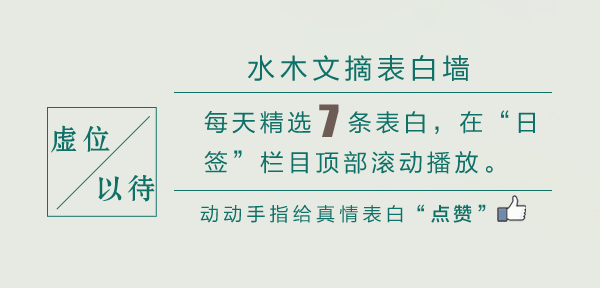 水木文摘表白墙
虚位
以待
每天精选7条表白，在“日
签”栏目顶部滚动播放。
动动手指给真情表白“点赞”